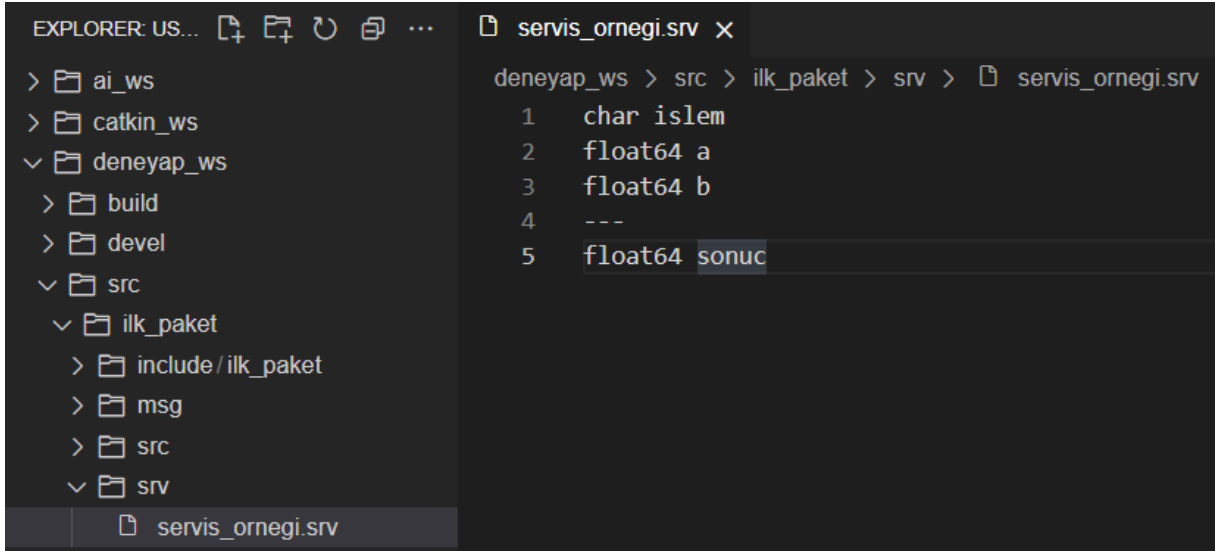 EXPLORER: US...
ai_ws
catkin_ws
deneyap_ws
build
devel
src
ilk_paket
include/ilk_paket
msg
src
srv
servis_ornegi.srv
servis_ornegi.srv
deneyap_ws > src > ilk_paket > srv > servis_ornegi.srv
1 char islem
2 float64 a
3 float64 b
4 ---
5 float64 sonuc